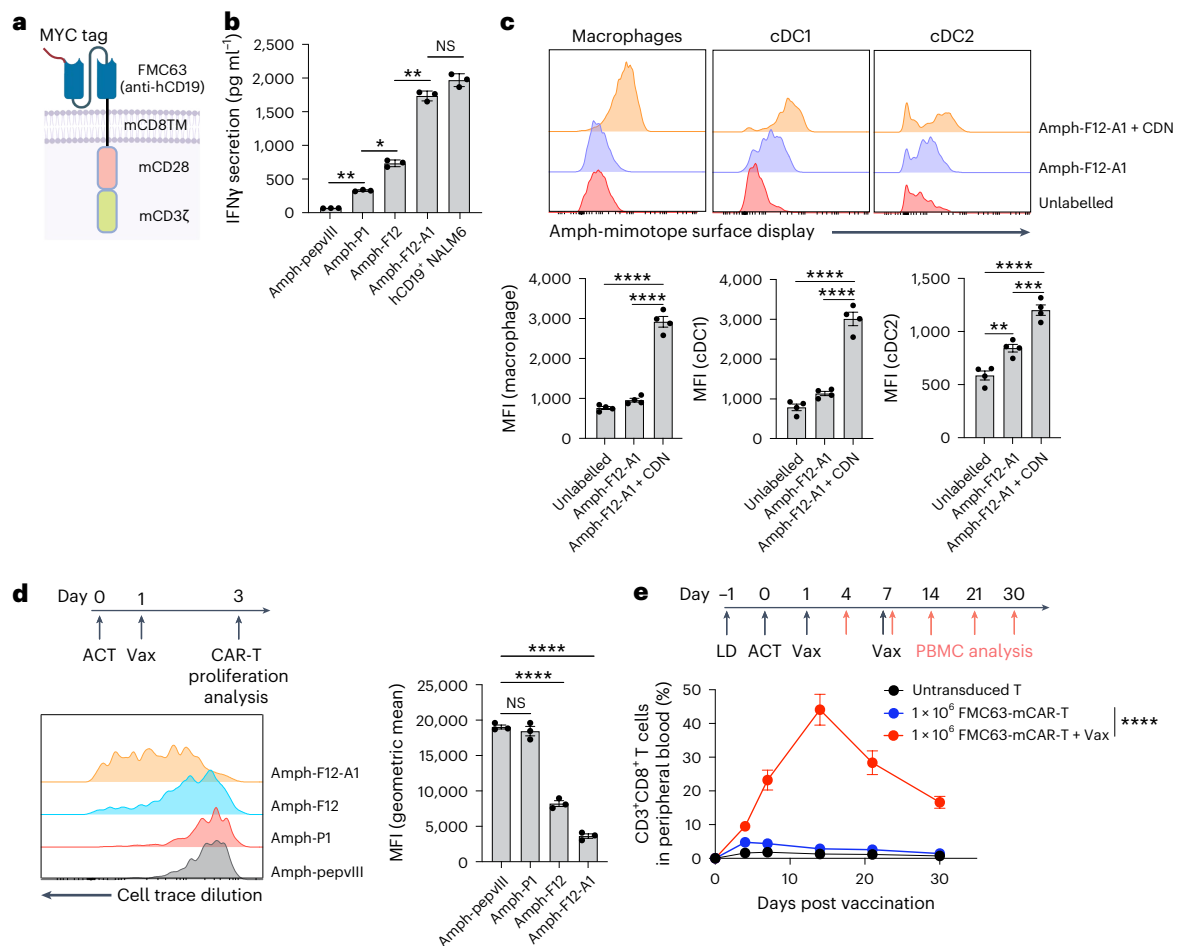 a
MYC tag
FMC63
(anti-hCD19)
mCD8TM
mCD28
mCD3ζ
b
IFNγ secretion (pg ml⁻¹)
2,500
2,000
1,500
1,000
500
0
**
*
**
NS
Amph-pepvIII
Amph-P1
Amph-F12
Amph-F12-A1
hCD19⁺ NALM6
c
Macrophages
cDC1
cDC2
Amph-F12-A1 + CDN
Amph-F12-A1
Unlabelled
Amph-mimotope surface display
MFI (macrophage)
4,000
3,000
2,000
1,000
0
****
****
Unlabelled
Amph-F12-A1
Amph-F12-A1 + CDN
MFI (cDC1)
4,000
3,000
2,000
1,000
0
****
****
Unlabelled
Amph-F12-A1
Amph-F12-A1 + CDN
MFI (cDC2)
1,500
1,000
500
0
****
***
**
Unlabelled
Amph-F12-A1
Amph-F12-A1 + CDN
d
Day 0 1 3
ACT Vax CAR-T
proliferation
analysis
Amph-F12-A1
Amph-F12
Amph-P1
Amph-pepvIII
Cell trace dilution
MFI (geometric mean)
25,000
20,000
15,000
10,000
5,000
0
****
****
NS
Amph-pepvIII
Amph-P1
Amph-F12
Amph-F12-A1
e
Day −1 0 1 4 7 14 21 30
LD ACT Vax Vax PBMC analysis
CD3⁺CD8⁺ T cells
in peripheral blood (%)
50
40
30
20
10
0
Untransduced T
1 × 10⁶ FMC63-mCAR-T
1 × 10⁶ FMC63-mCAR-T + Vax
****
0 10 20 30
Days post vaccination